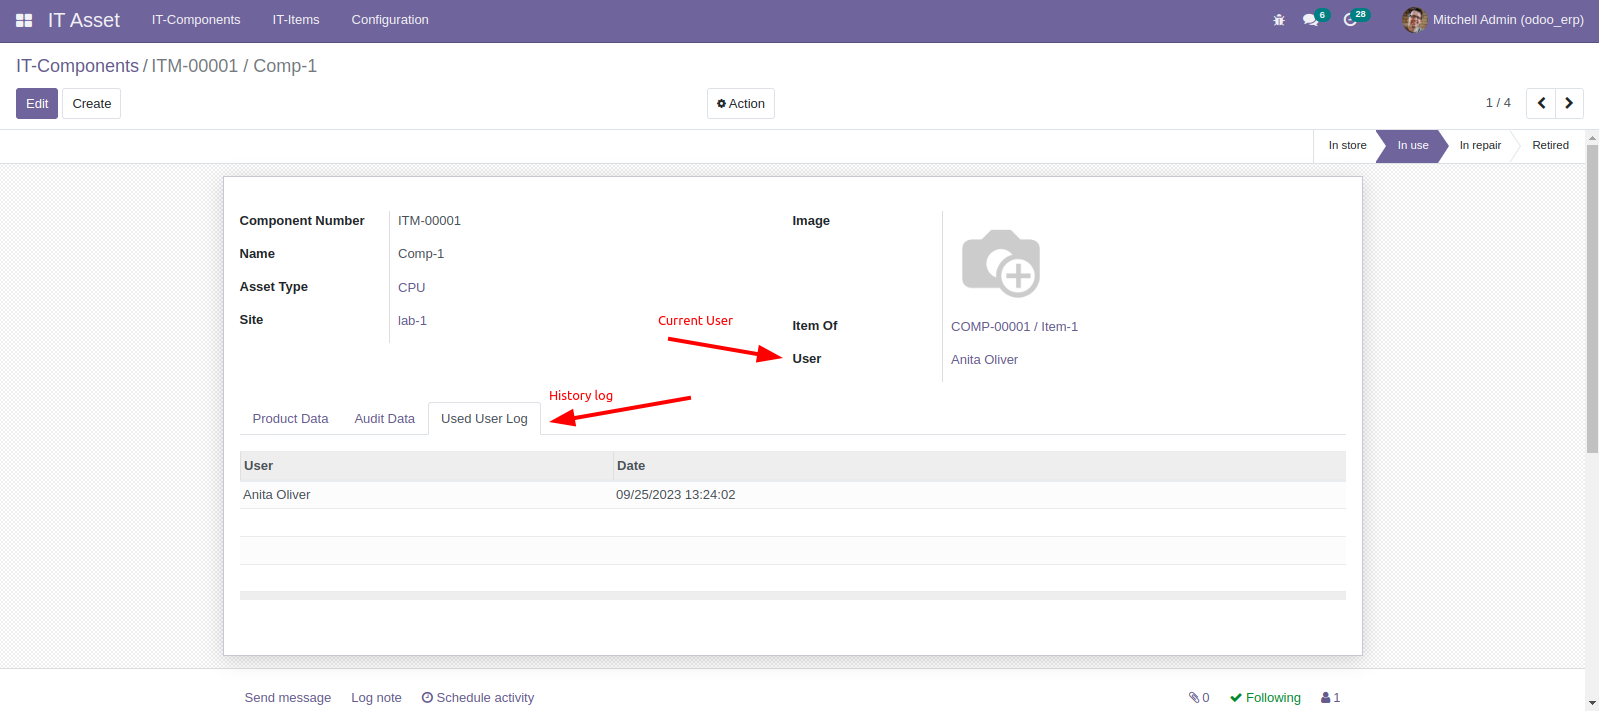 IT Asset IT-Components IT-Items Configuration 6 28 Mitchell Admin (odoo_erp)
IT-Components / ITM-00001 / Comp-1
Edit Create Action 1 / 4
In store In use In repair Retired
Component Number ITM-00001 Image
Name Comp-1
Asset Type CPU
Site lab-1
Current User
Item Of COMP-00001 / Item-1
User Anita Oliver
History log
Product Data Audit Data Used User Log
User Date
Anita Oliver 09/25/2023 13:24:02
Send message Log note Schedule activity 0 Following 1